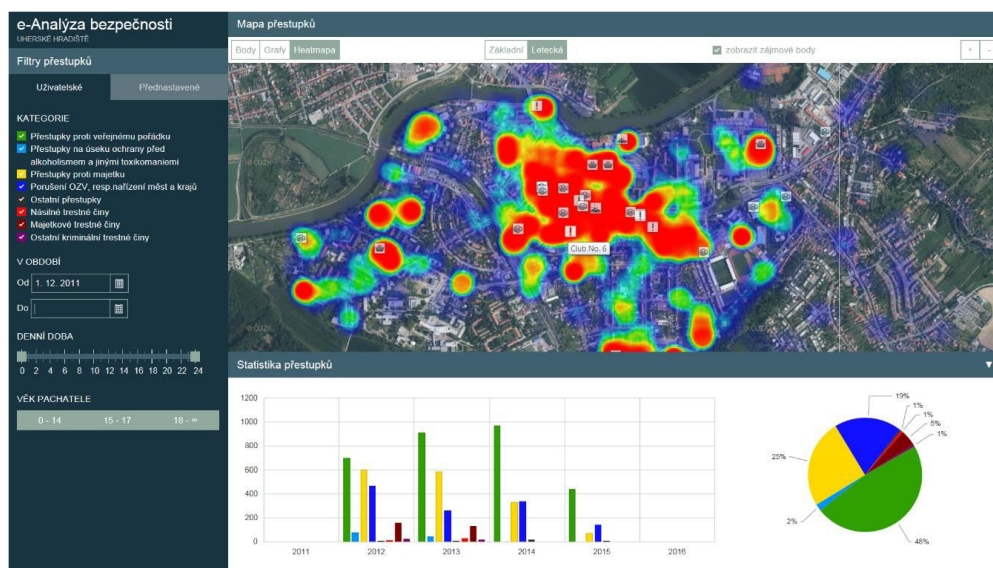 e-Analýza bezpečnosti
UHERSKÉ HRADIŠTĚ
Filtry přestupků
Uživatelské Přednastavené
KATEGORIE
Přestupky proti veřejnému pořádku
Přestupky na úseku ochrany před
alkoholismem a jinými toxikomaniemi
Přestupky proti majetku
Porušení OZV, resp.nařízení měst a krajů
Ostatní přestupky
Násilné trestné činy
Majetkové trestné činy
Ostatní kriminální trestné činy
V OBDOBÍ
Od 1. 12. 2011
Do
DENNÍ DOBA
0 2 4 6 8 10 12 14 16 18 20 22 24
VĚK PACHATELE
0 - 14 15 - 17 18 - ∞
Mapa přestupků
Body Grafy Heatmapa Základní Letecká zobrazit zájmové body + -
Club No. 6
Statistika přestupků
1200
1000
800
600
400
200
0
2011 2012 2013 2014 2015 2016
19%
1%
1%
5%
1%
25%
2%
48%